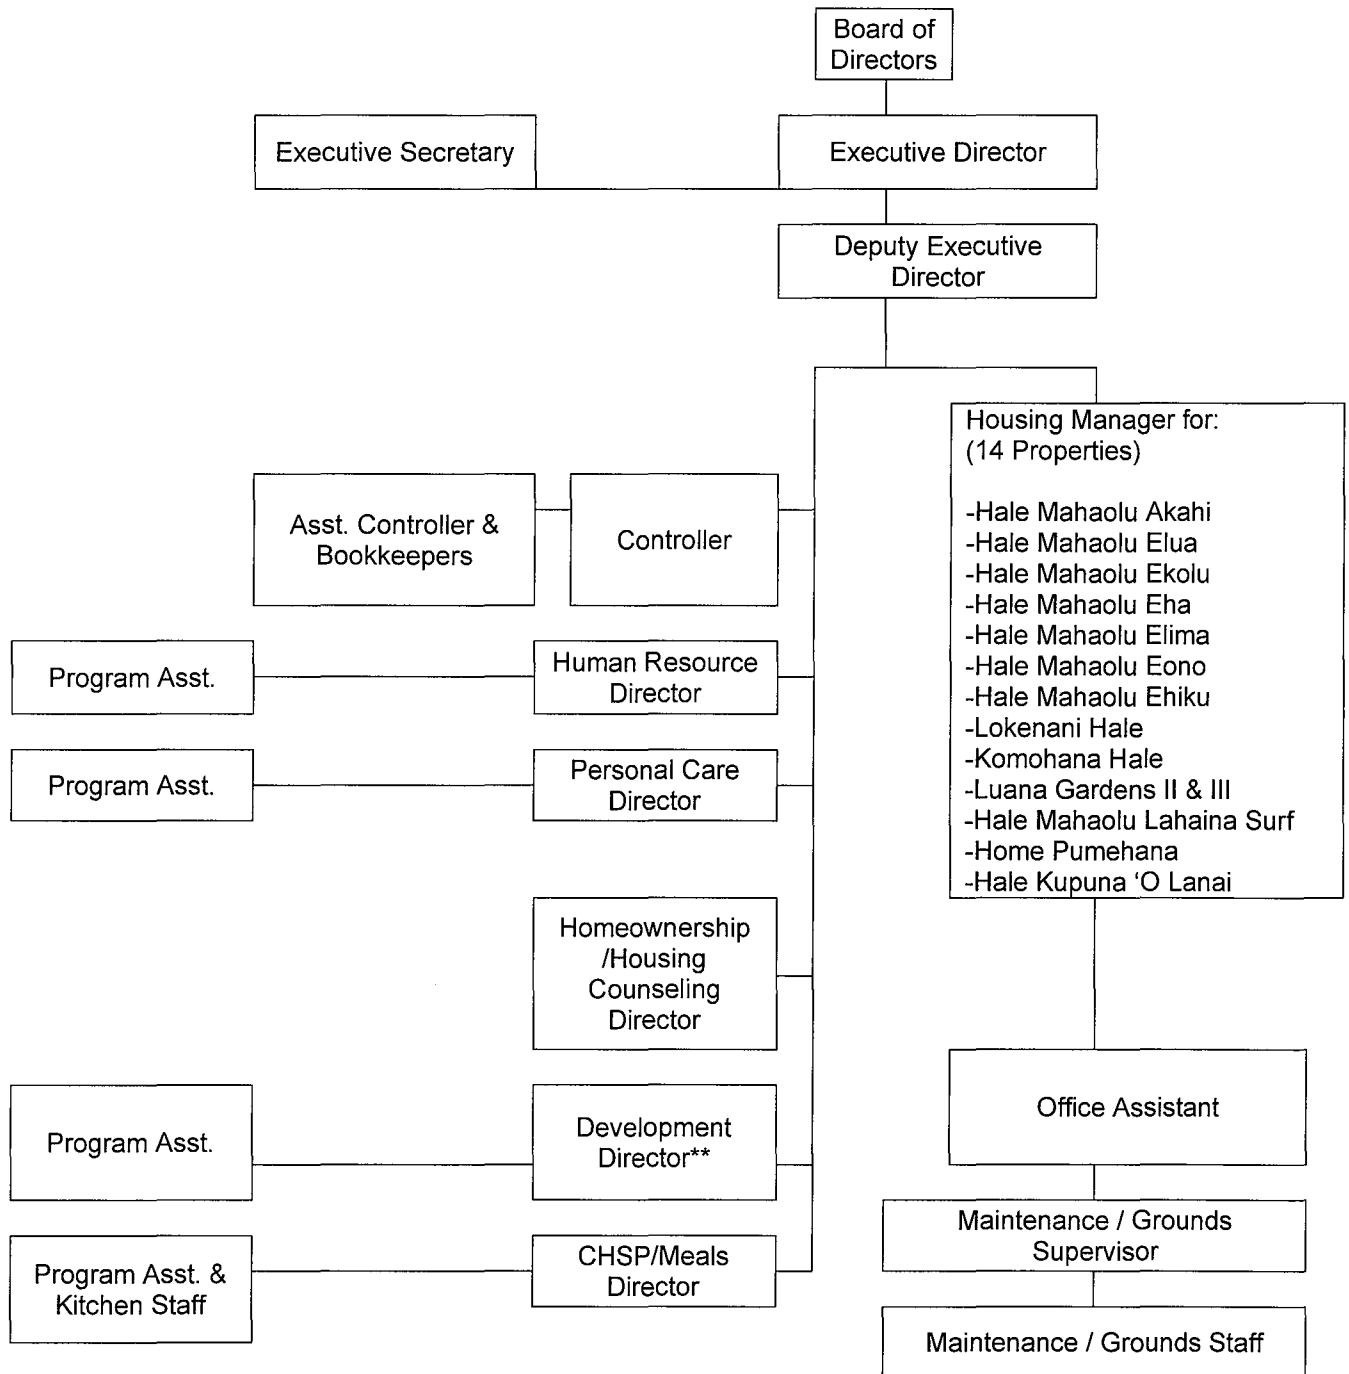 Board of
Directors
Executive Secretary
Executive Director
Deputy Executive
Director
Housing Manager for:
(14 Properties)
-Hale Mahaolu Akahi
-Hale Mahaolu Elua
-Hale Mahaolu Ekolu
-Hale Mahaolu Eha
-Hale Mahaolu Elima
-Hale Mahaolu Eono
-Hale Mahaolu Ehiku
-Lokenani Hale
-Komohana Hale
-Luana Gardens II & III
-Hale Mahaolu Lahaina Surf
-Home Pumehana
-Hale Kupuna ‘O Lanai
Asst. Controller &
Bookkeepers
Controller
Program Asst.
Human Resource
Director
Program Asst.
Personal Care
Director
Homeownership
/Housing
Counseling
Director
Program Asst.
Development
Director**
Office Assistant
Program Asst. &
Kitchen Staff
CHSP/Meals
Director
Maintenance / Grounds
Supervisor
Maintenance / Grounds Staff